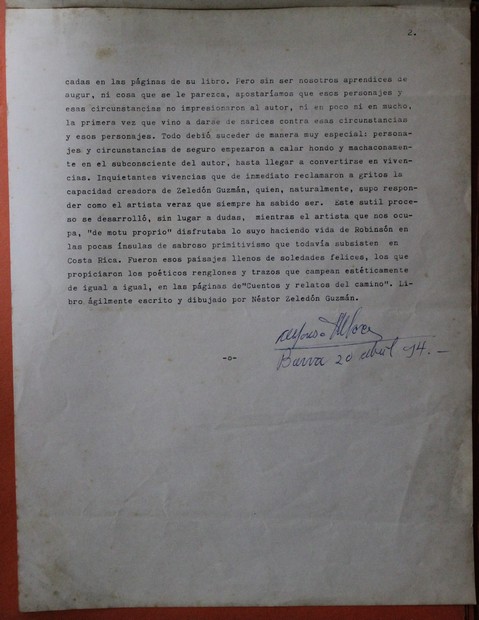 2.
cadas en las páginas de su libro. Pero sin ser nosotros aprendices de
augur, ni cosa que se le parezca, apostaríamos que esos personajes y
esas circunstancias no impresionaron al autor, ni en poco ni en mucho,
la primera vez que vino a darse de narices contra esas circunstancias
y esos personajes. Todo debió suceder de manera muy especial: persona-
jes y circunstancias de seguro empezaron a calar hondo y machaconamen-
te en el subconsciente del autor, hasta llegar a convertirse en viven-
cias. Inquietantes vivencias que de inmediato reclamaron a gritos la
capacidad creadora de Zeledón Guzmán, quien, naturalmente, supo respon-
der como el artista veraz que siempre ha sabido ser. Este sutil proce-
so se desarrolló, sin lugar a dudas, mientras el artista que nos ocu-
pa, "de motu proprio" disfrutaba lo suyo haciendo vida de Robinsón en
las pocas ínsulas de sabroso primitivismo que todavía subsisten en
Costa Rica. Fueron esos paisajes llenos de soledades felices, los que
propiciaron los poéticos renglones y trazos que campean estéticamente
de igual a igual, en las páginas de"Cuentos y relatos del camino". Li-
bro ágilmente escrito y dibujado por Néstor Zeledón Guzmán.
-o-
20 abril 94.-